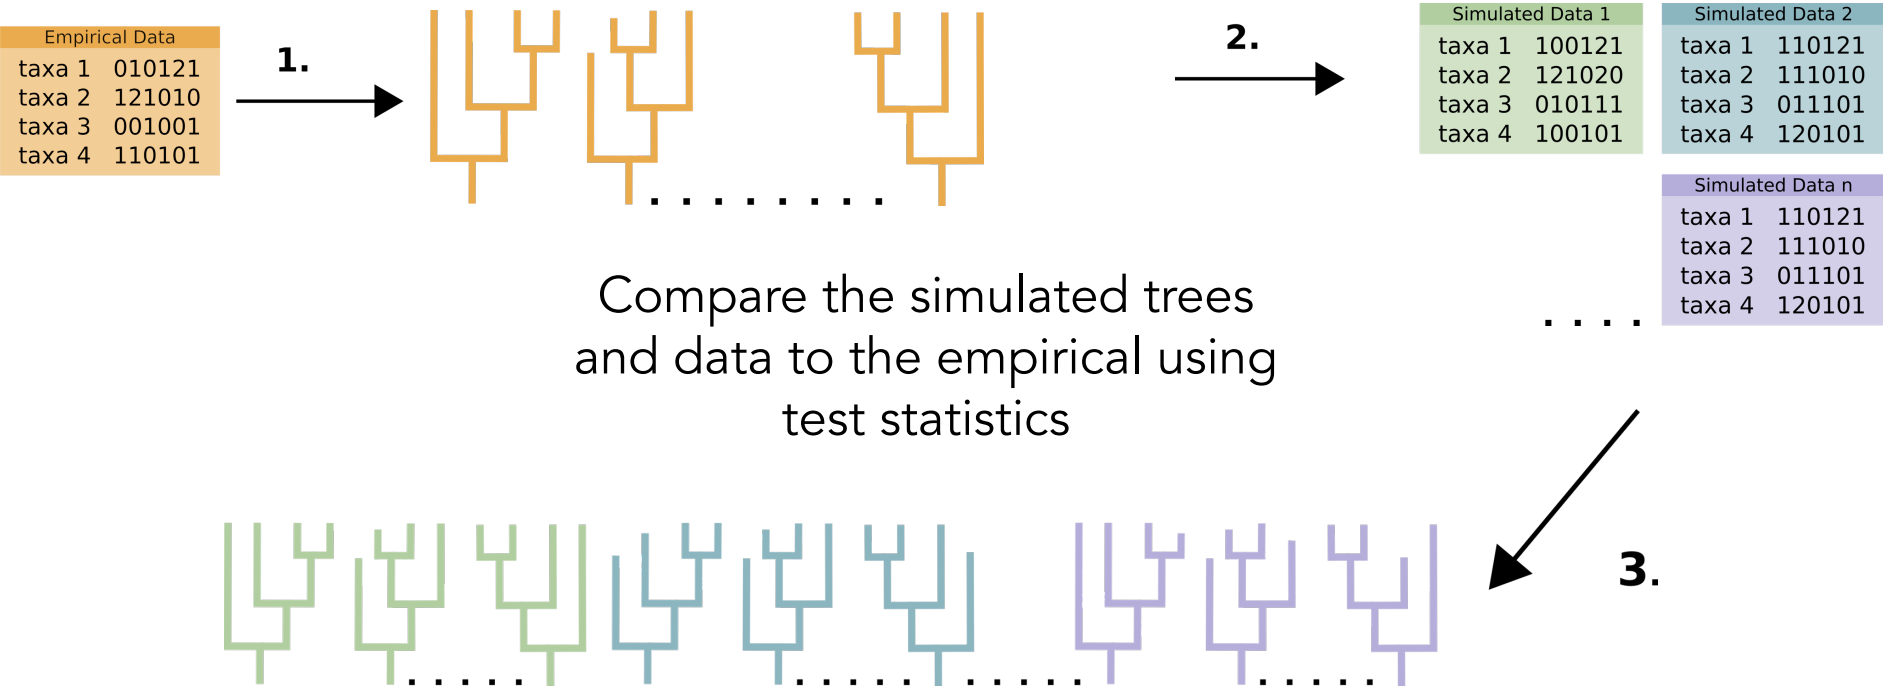 Empirical Data
taxa 1 010121
taxa 2 121010
taxa 3 001001
taxa 4 110101
1.
2.
Simulated Data 1
taxa 1 100121
taxa 2 121020
taxa 3 010111
taxa 4 100101
Simulated Data 2
taxa 1 110121
taxa 2 111010
taxa 3 011101
taxa 4 120101
Simulated Data n
taxa 1 110121
taxa 2 111010
taxa 3 011101
taxa 4 120101
Compare the simulated trees
and data to the empirical using
test statistics
3.